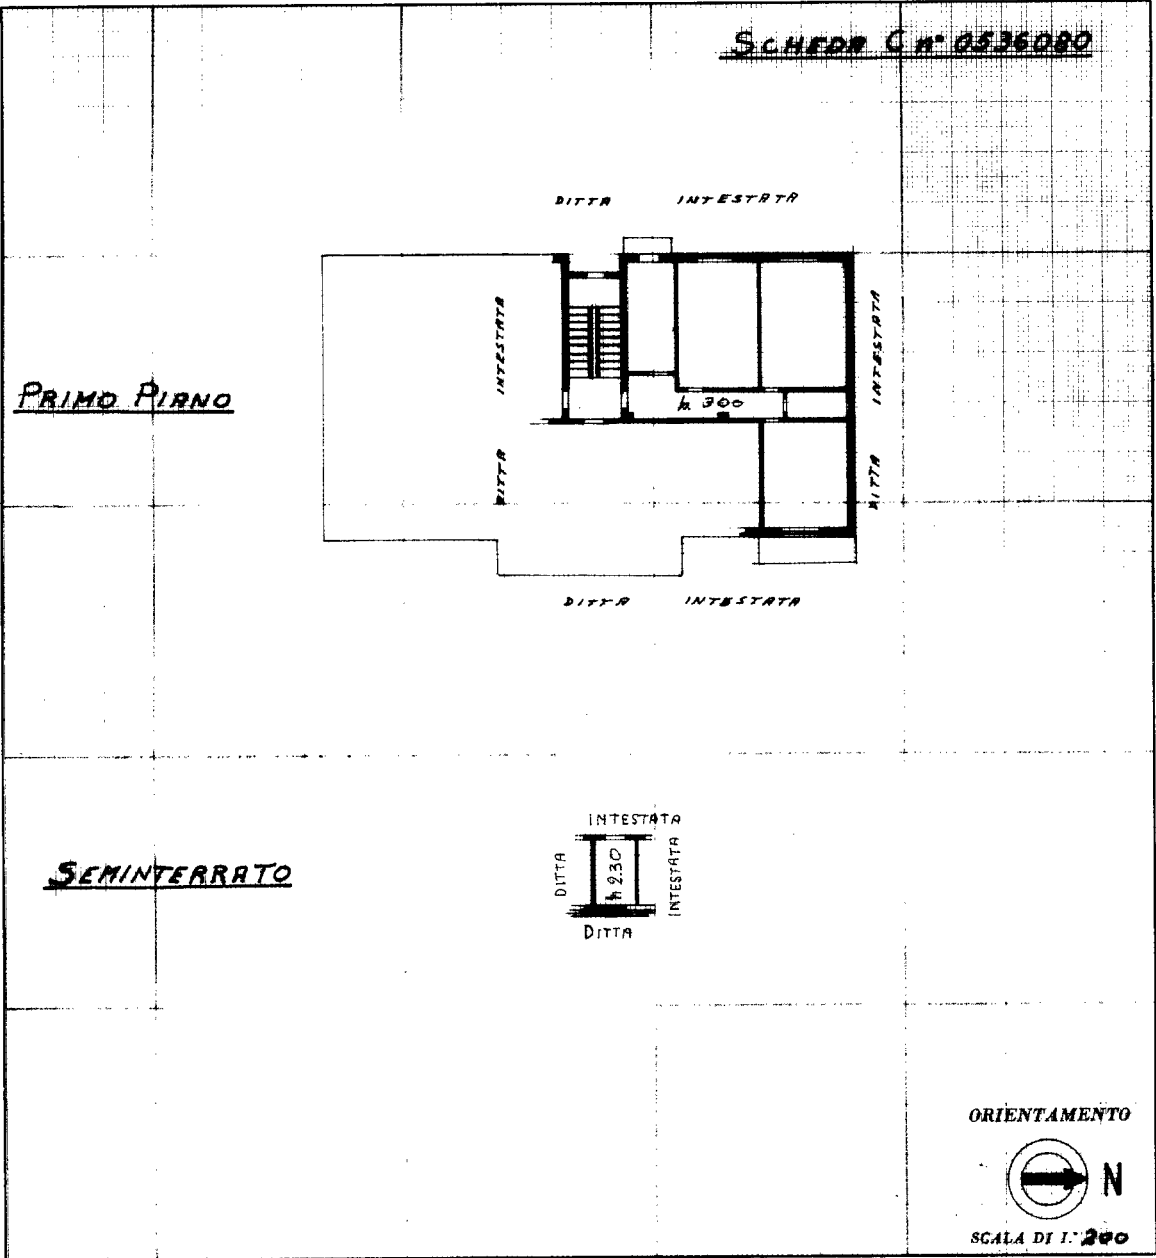 SCHEDA C n° 0536080
DITTA INTESTATA
INTESTATA
INTESTATA
PRIMO PIANO
h. 300
DITTA
DITTA
DITTA INTESTATA
INTESTATA
SEMINTERRATO
DITTA
h 2.30
INTESTATA
DITTA
ORIENTAMENTO
N
SCALA DI 1: 200